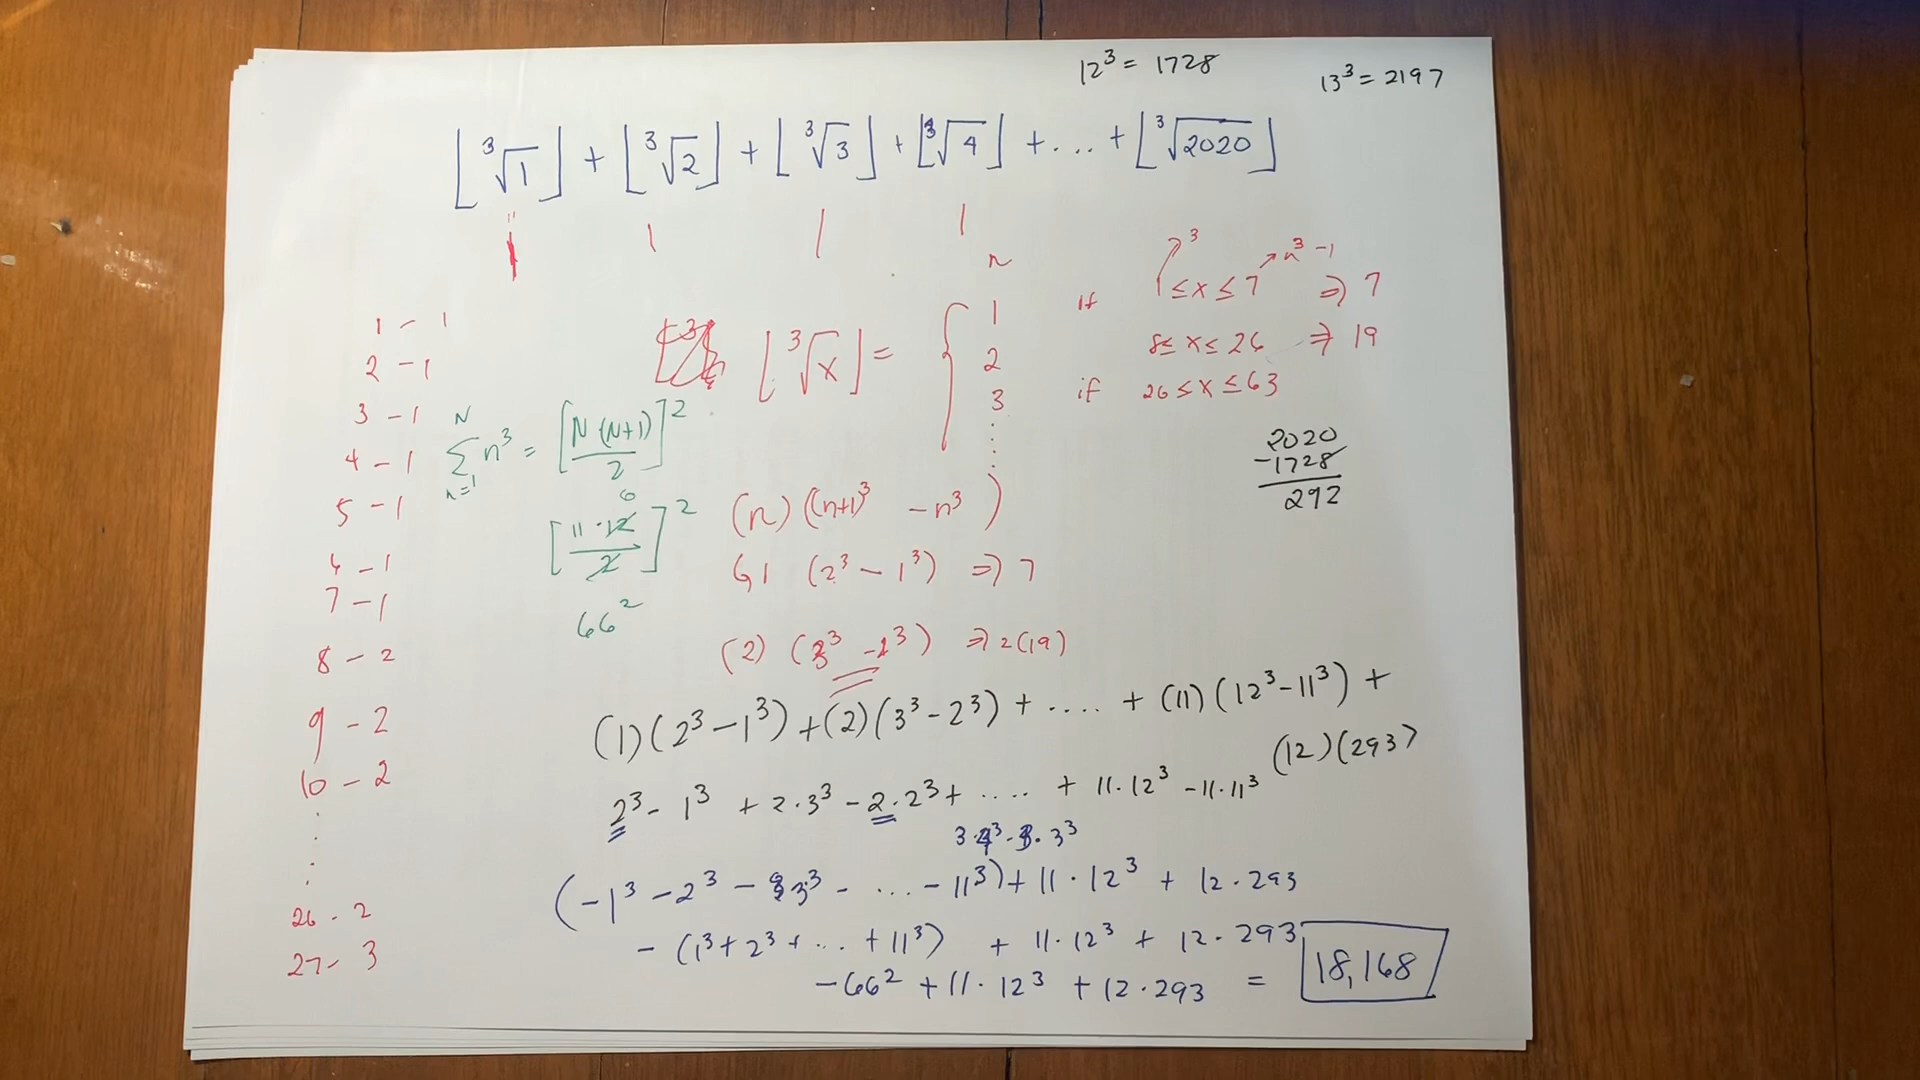 12³ = 1728
13³ = 2197
⌊∛1⌋ + ⌊∛2⌋ + ⌊∛3⌋ + ⌊∛4⌋ + .... + ⌊∛2020⌋
1 1 1 1
1 - 1
2 - 1
3 - 1
4 - 1
5 - 1
6 - 1
7 - 1
8 - 2
9 - 2
10 - 2
⋮
26 - 2
27 - 3
n
⌊∛x⌋ = {
1 if 1 ≤ x ≤ 7 ⇒ 7
3
n³ - 1
2 8 ≤ x ≤ 26 ⇒ 19
3 if 26 ≤ x ≤ 63
⋮
2020
-1728
292
N
∑ n³ = [N(N+1)/2]²
n=1
6
[11·12/2]²
66²
(n)((n+1)³ - n³)
1 (2³ - 1³) ⇒ 7
(2) (3³ - 2³) ⇒ 2(19)
(1)(2³ - 1³) + (2)(3³ - 2³) + .... + (11)(12³ - 11³) +
(12)(293)
2³ - 1³ + 2·3³ - 2·2³ + .... + 11·12³ - 11·11³
3·4³ - 3·3³
(-1³ - 2³ - 3³ - ... - 11³) + 11·12³ + 12·293
- (1³ + 2³ + ... + 11³) + 11·12³ + 12·293
-66² + 11·12³ + 12·293 = 18,168